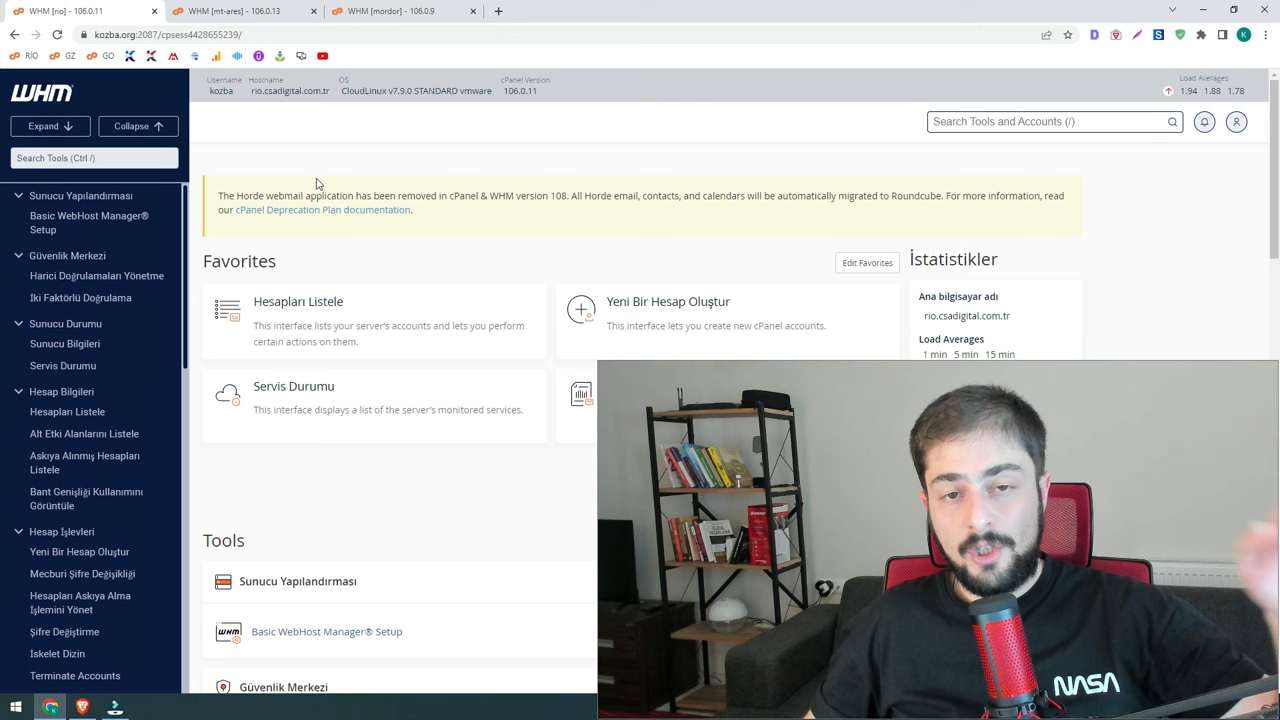 WHM [rio] - 106.0.11
WHM [mt-ares] - 106.0.13
WHM [mordor] - 106.0.9
kozba.org:2087/cpsess4428655239/
K
RİO
GZ
GO
WHM
Username
kozba
Hostname
rio.csadigital.com.tr
OS
CloudLinux v7.9.0 STANDARD vmware
cPanel Version
106.0.11
Load Averages
1.94 1.88 1.78
Expand
Collapse
Search Tools (Ctrl /)
Search Tools and Accounts (/)
Sunucu Yapılandırması
Basic WebHost Manager®
Setup
Güvenlik Merkezi
Harici Doğrulamaları Yönetme
İki Faktörlü Doğrulama
Sunucu Durumu
Sunucu Bilgileri
Servis Durumu
Hesap Bilgileri
Hesapları Listele
Alt Etki Alanlarını Listele
Askıya Alınmış Hesapları
Listele
Bant Genişliği Kullanımını
Görüntüle
Hesap İşlevleri
Yeni Bir Hesap Oluştur
Mecburi Şifre Değişikliği
Hesapları Askıya Alma
İşlemini Yönet
Şifre Değiştirme
İskelet Dizin
Terminate Accounts
The Horde webmail application has been removed in cPanel & WHM version 108. All Horde email, contacts, and calendars will be automatically migrated to Roundcube. For more information, read
our cPanel Deprecation Plan documentation.
Favorites
Edit Favorites
Hesapları Listele
This interface lists your server's accounts and lets you perform
certain actions on them.
Yeni Bir Hesap Oluştur
This interface lets you create new cPanel accounts.
Servis Durumu
This interface displays a list of the server's monitored services.
İstatistikler
Ana bilgisayar adı
rio.csadigital.com.tr
Load Averages
1 min 5 min 15 min
Tools
Sunucu Yapılandırması
WHM
Basic WebHost Manager® Setup
Güvenlik Merkezi
NASA